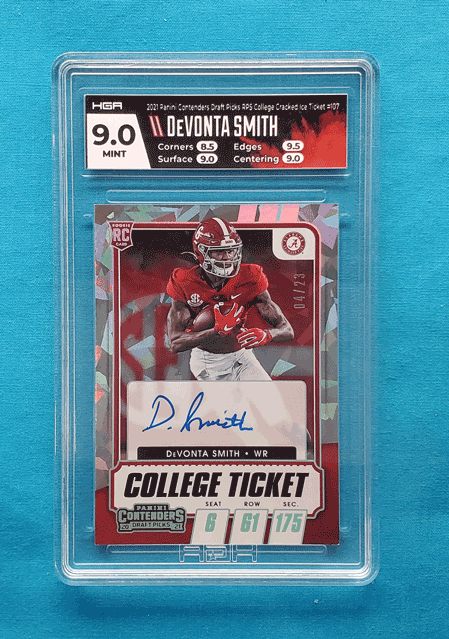 HGA
2021 Panini Contenders Draft Picks RPS College Cracked Ice Ticket #107
9.0
MINT
\\ DeVONTA SMITH
Corners 8.5 Edges 9.5
Surface 9.0 Centering 9.0
ROOKIE
RC
CARD
04/23
D. Smith
DeVONTA SMITH • WR
COLLEGE TICKET
SEAT ROW SEC.
6 61 175
PANINI
CONTENDERS
20 DRAFT PICKS 21
HGA